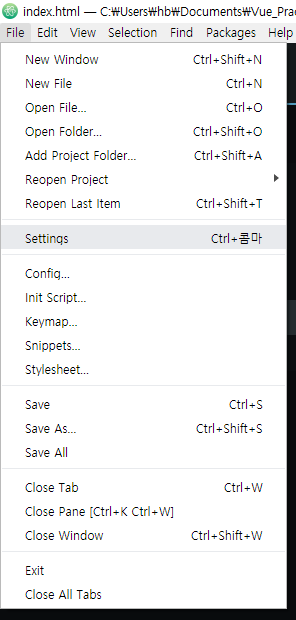 index.html — C:₩Users₩hb₩Documents₩Vue_Prac
File Edit View Selection Find Packages Help
New Window Ctrl+Shift+N
New File Ctrl+N
Open File... Ctrl+O
Open Folder... Ctrl+Shift+O
Add Project Folder... Ctrl+Shift+A
Reopen Project
Reopen Last Item Ctrl+Shift+T
Settings Ctrl+콤마
Config...
Init Script...
Keymap...
Snippets...
Stylesheet...
Save Ctrl+S
Save As... Ctrl+Shift+S
Save All
Close Tab Ctrl+W
Close Pane [Ctrl+K Ctrl+W]
Close Window Ctrl+Shift+W
Exit
Close All Tabs